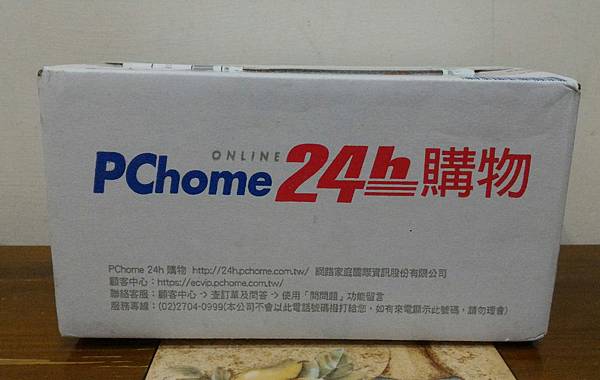 ONLINE
PChome 24h購物
PChome 24h 購物 http://24h.pchome.com.tw/ 網路家庭國際資訊股份有限公司
顧客中心：https://ecvip.pchome.com.tw/
聯絡客服：顧客中心 -> 查訂單及問答 -> 使用「問問題」功能留言
服務專線：(02)2704-0999(本公司不會以此電話號碼撥打給您，如有來電顯示此號碼，請勿理會)